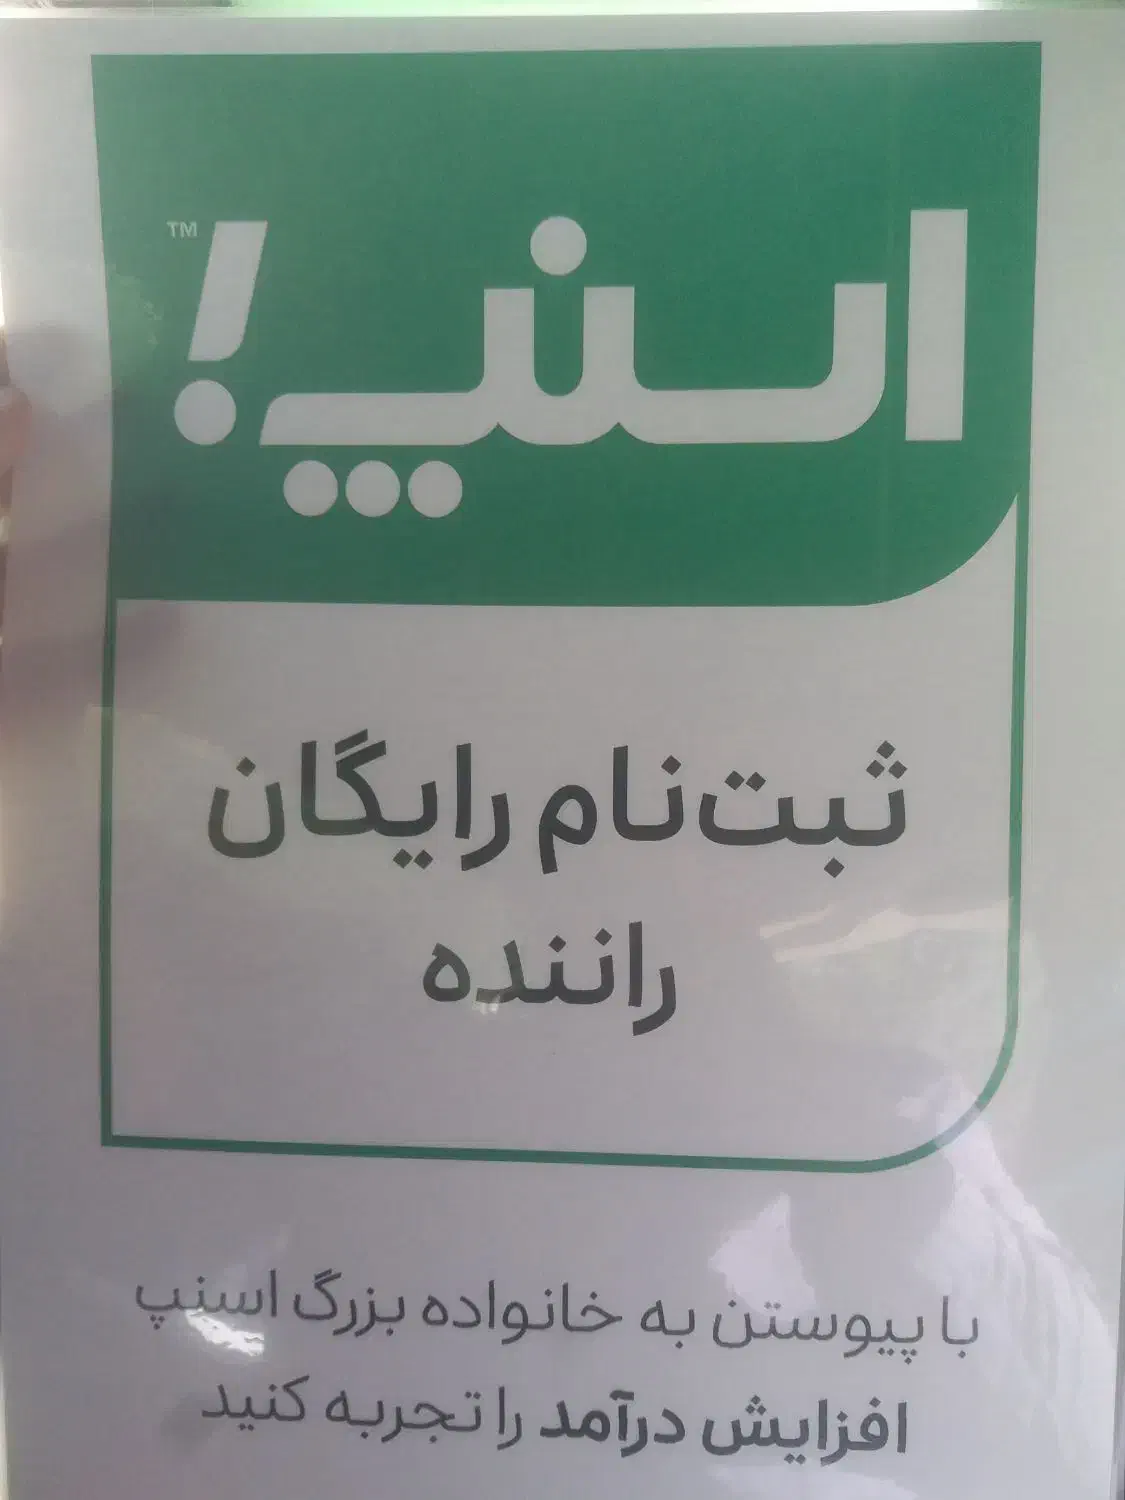 اسنپ!™
ثبت‌نام رایگان
راننده
با پیوستن به خانواده بزرگ اسنپ
افزایش درآمد را تجربه کنید